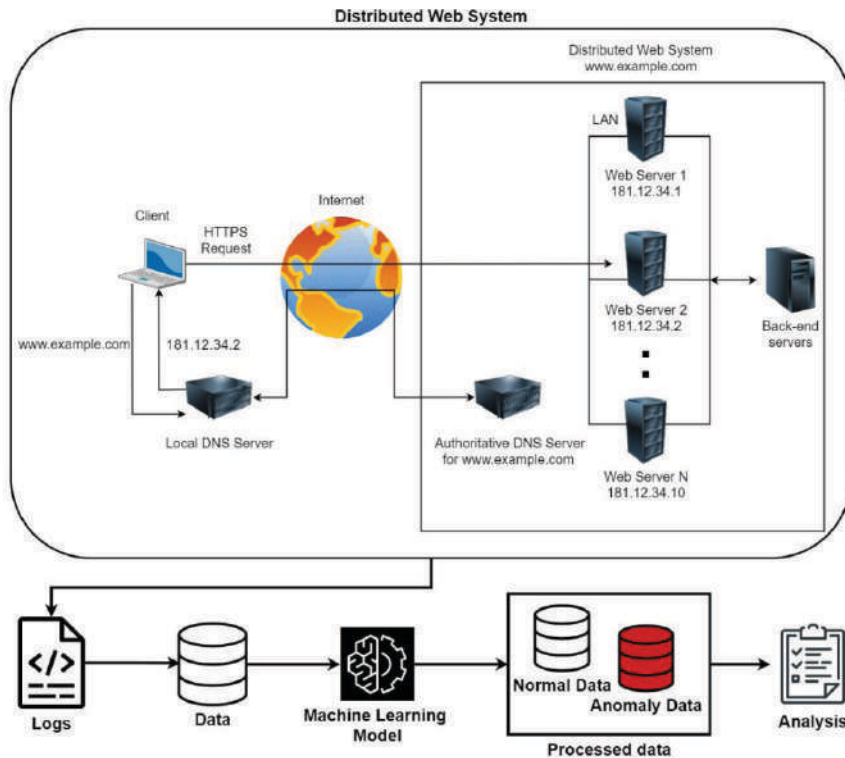 Distributed Web System
Distributed Web System
www.example.com
LAN
Web Server 1
181.12.34.1
Internet
Client
HTTPS
Request
Web Server 2
181.12.34.2
Back-end
servers
www.example.com
181.12.34.2
Local DNS Server
Authoritative DNS Server
for www.example.com
Web Server N
181.12.34.10
</>
Logs
Data
Machine Learning
Model
Normal Data
Anomaly Data
Processed data
Analysis